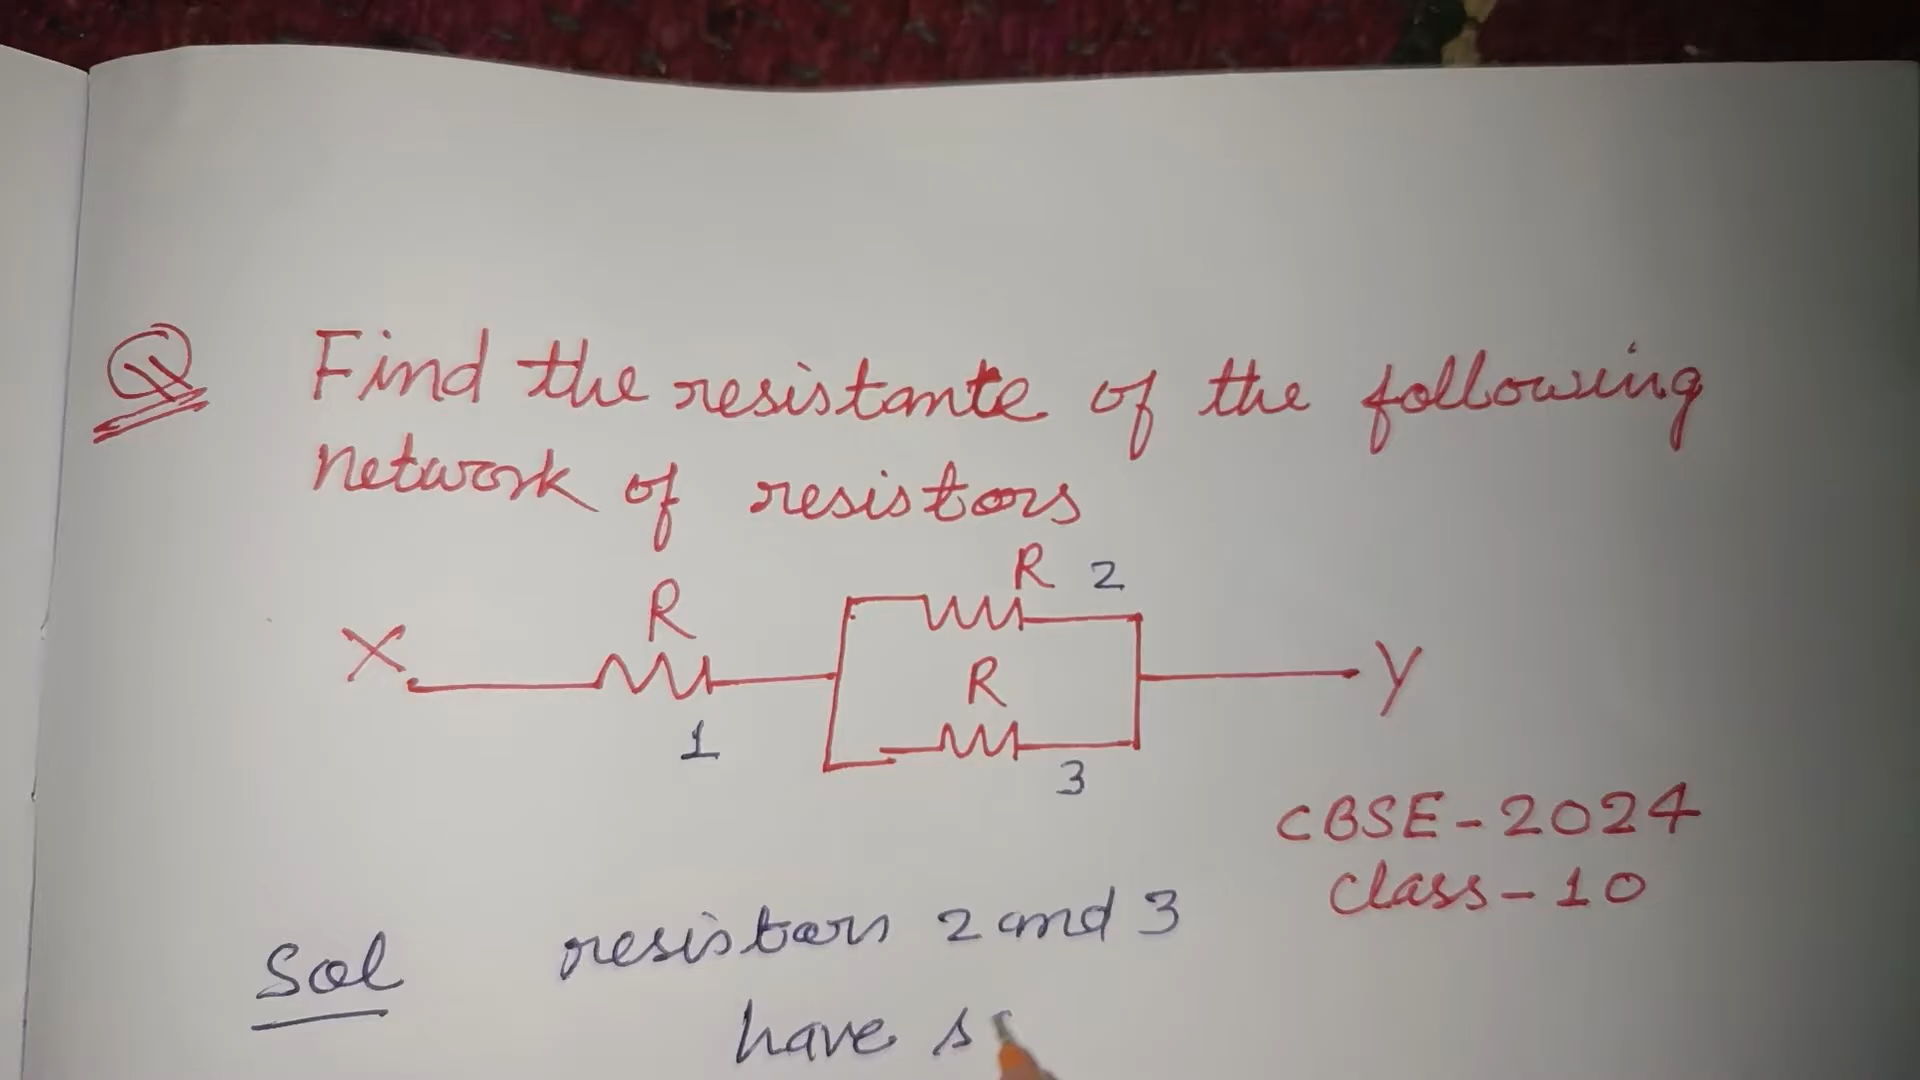 Q Find the resistante of the following
network of resistors
R 2
R
X
R
Y
1
3
CBSE-2024
Class-10
Sol resistors 2 and 3
have s